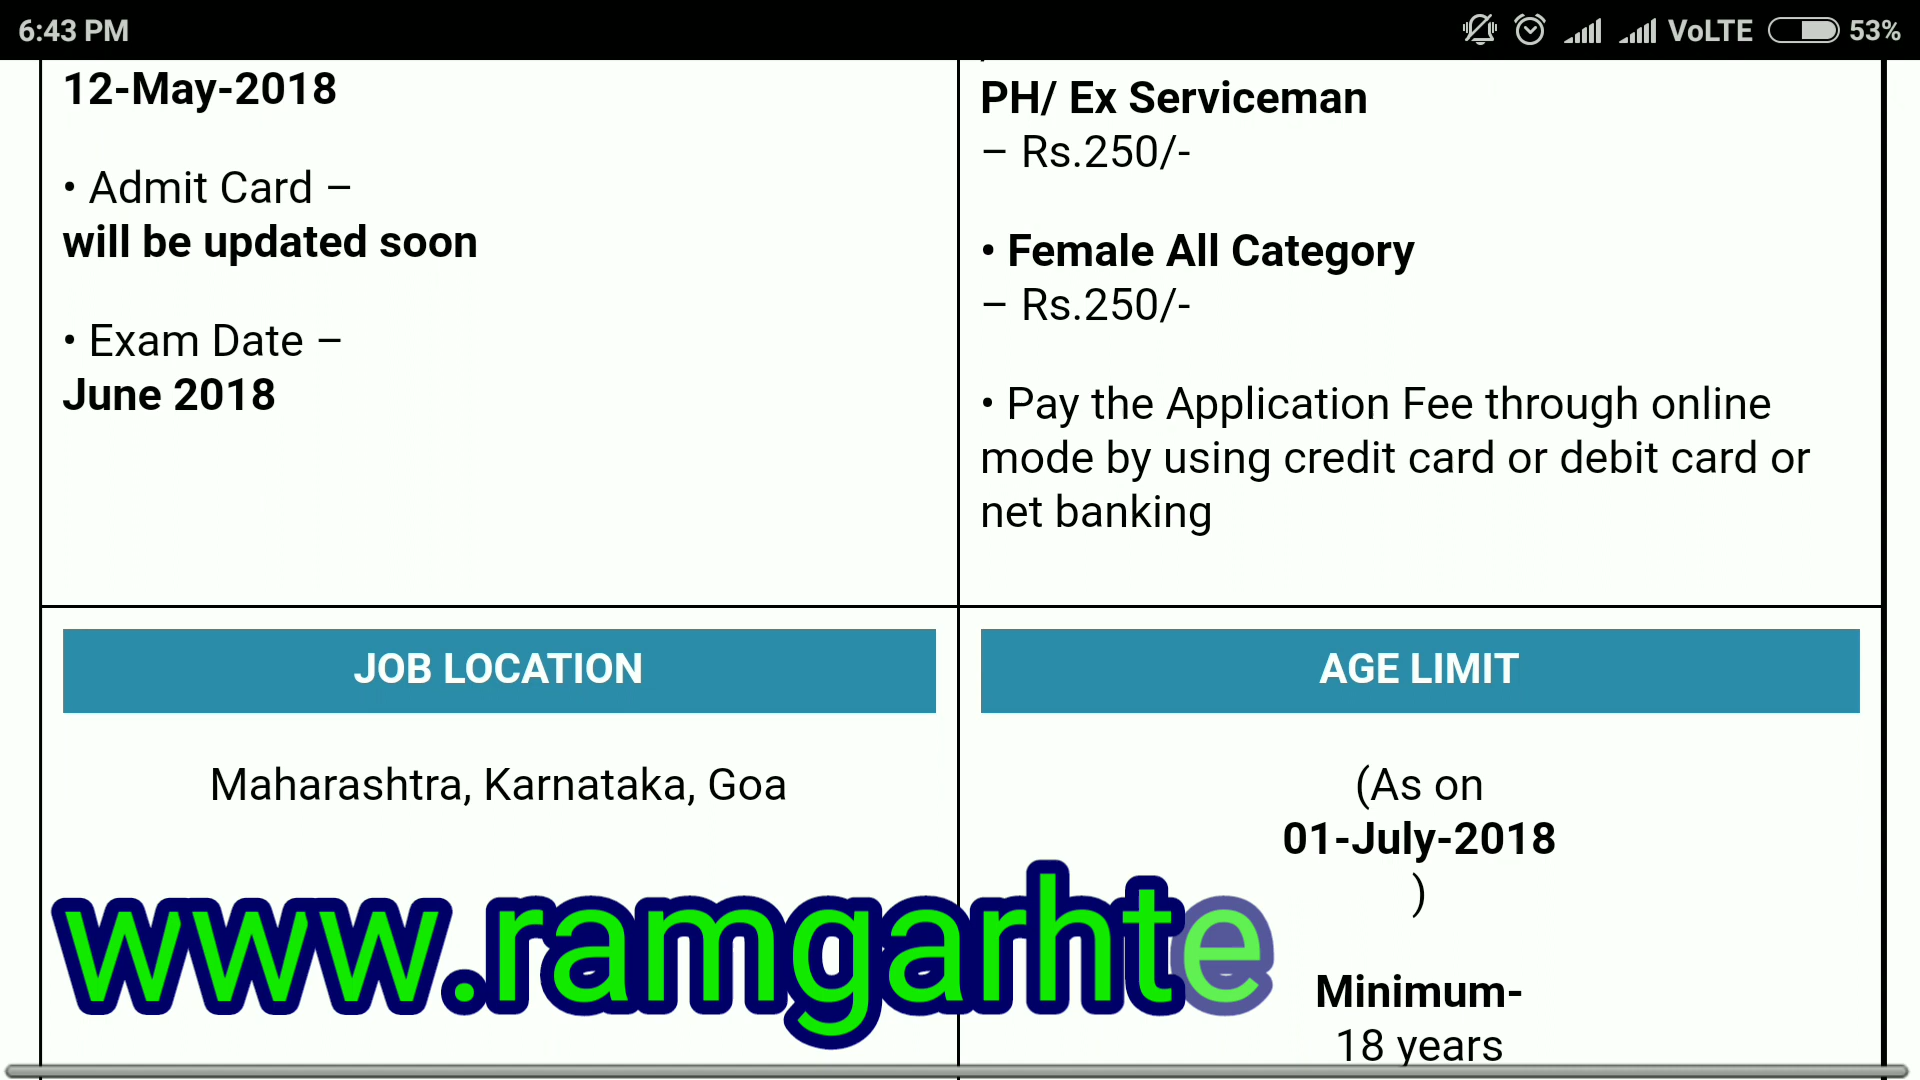 6:43 PM
VoLTE 53%
12-May-2018
• Admit Card –
will be updated soon
• Exam Date –
June 2018
PH/ Ex Serviceman
– Rs.250/-
• Female All Category
– Rs.250/-
• Pay the Application Fee through online
mode by using credit card or debit card or
net banking
JOB LOCATION
Maharashtra, Karnataka, Goa
AGE LIMIT
(As on
01-July-2018
)
Minimum-
18 years
www.ramgarhte